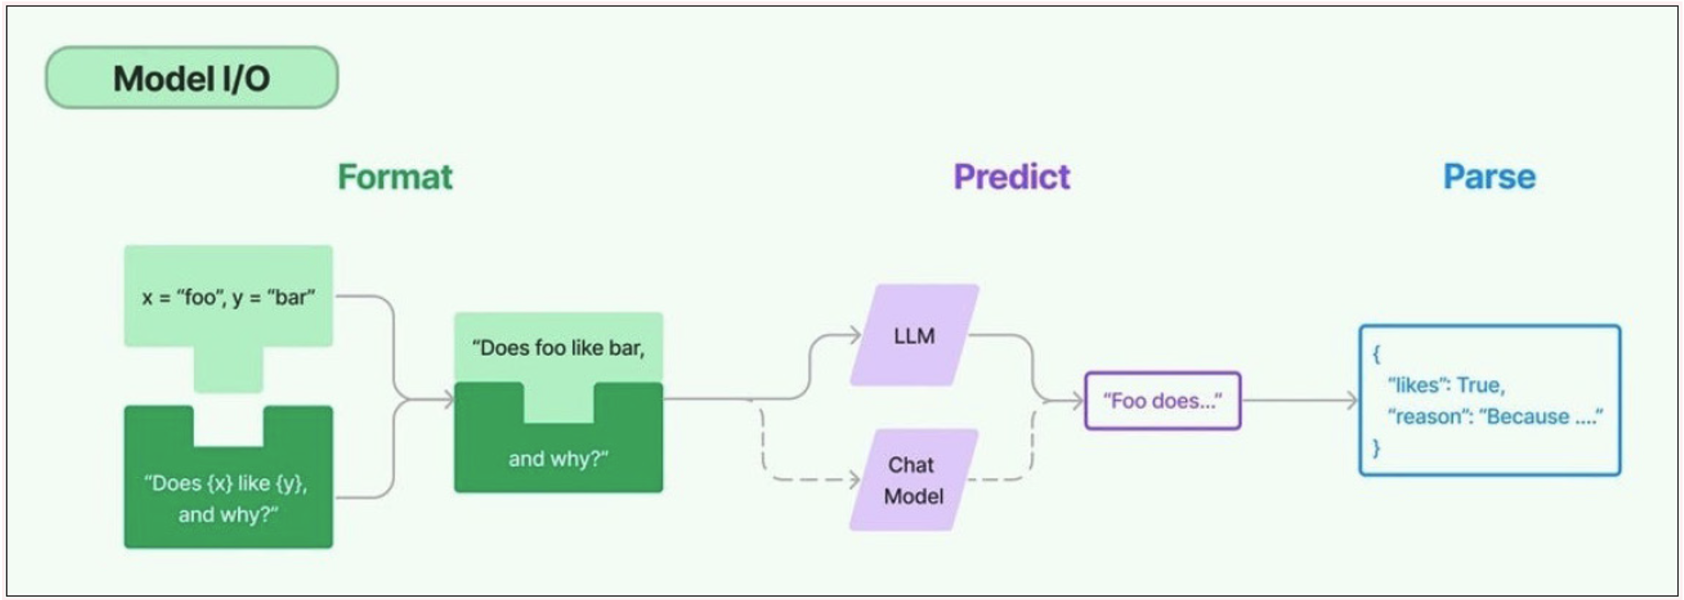 Model I/O
Format
Predict
Parse
x = “foo”, y = “bar”
“Does {x} like {y},
and why?“
“Does foo like bar,
and why?“
LLM
Chat
Model
“Foo does...”
{
“likes”: True,
“reason”: “Because ....”
}